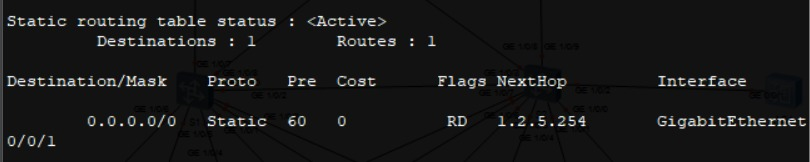 Static routing table status : <Active>
Destinations : 1 Routes : 1
Destination/Mask Proto Pre Cost Flags NextHop Interface
0.0.0.0/0 Static 60 0 RD 1.2.5.254 GigabitEthernet
0/0/1